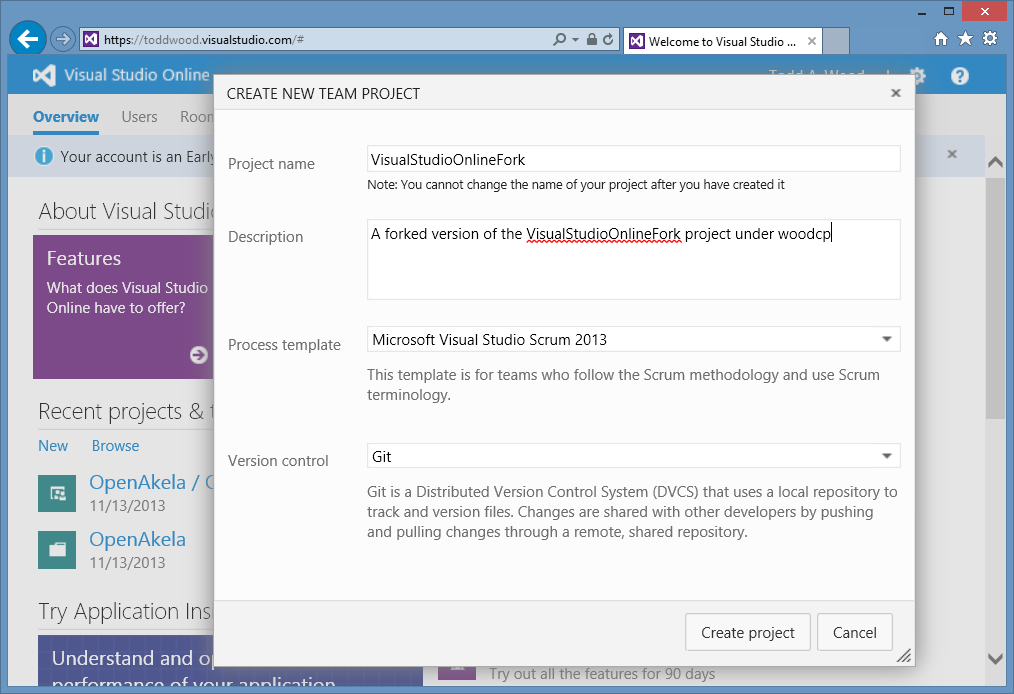 https://toddwood.visualstudio.com/#
Welcome to Visual Studio ...
Visual Studio Online
Todd A. Wood
Overview
Users
Room
Your account is an Early
CREATE NEW TEAM PROJECT
Project name
VisualStudioOnlineFork
Note: You cannot change the name of your project after you have created it
Description
A forked version of the VisualStudioOnlineFork project under woodcp
Process template
Microsoft Visual Studio Scrum 2013
This template is for teams who follow the Scrum methodology and use Scrum
terminology.
Version control
Git
Git is a Distributed Version Control System (DVCS) that uses a local repository to
track and version files. Changes are shared with other developers by pushing
and pulling changes through a remote, shared repository.
Create project
Cancel
About Visual Studio
Features
What does Visual Studio
Online have to offer?
Recent projects &
New
Browse
OpenAkela /
11/13/2013
OpenAkela
11/13/2013
Try Application Ins
Understand and op
performance of your application
Try out all the features for 90 days